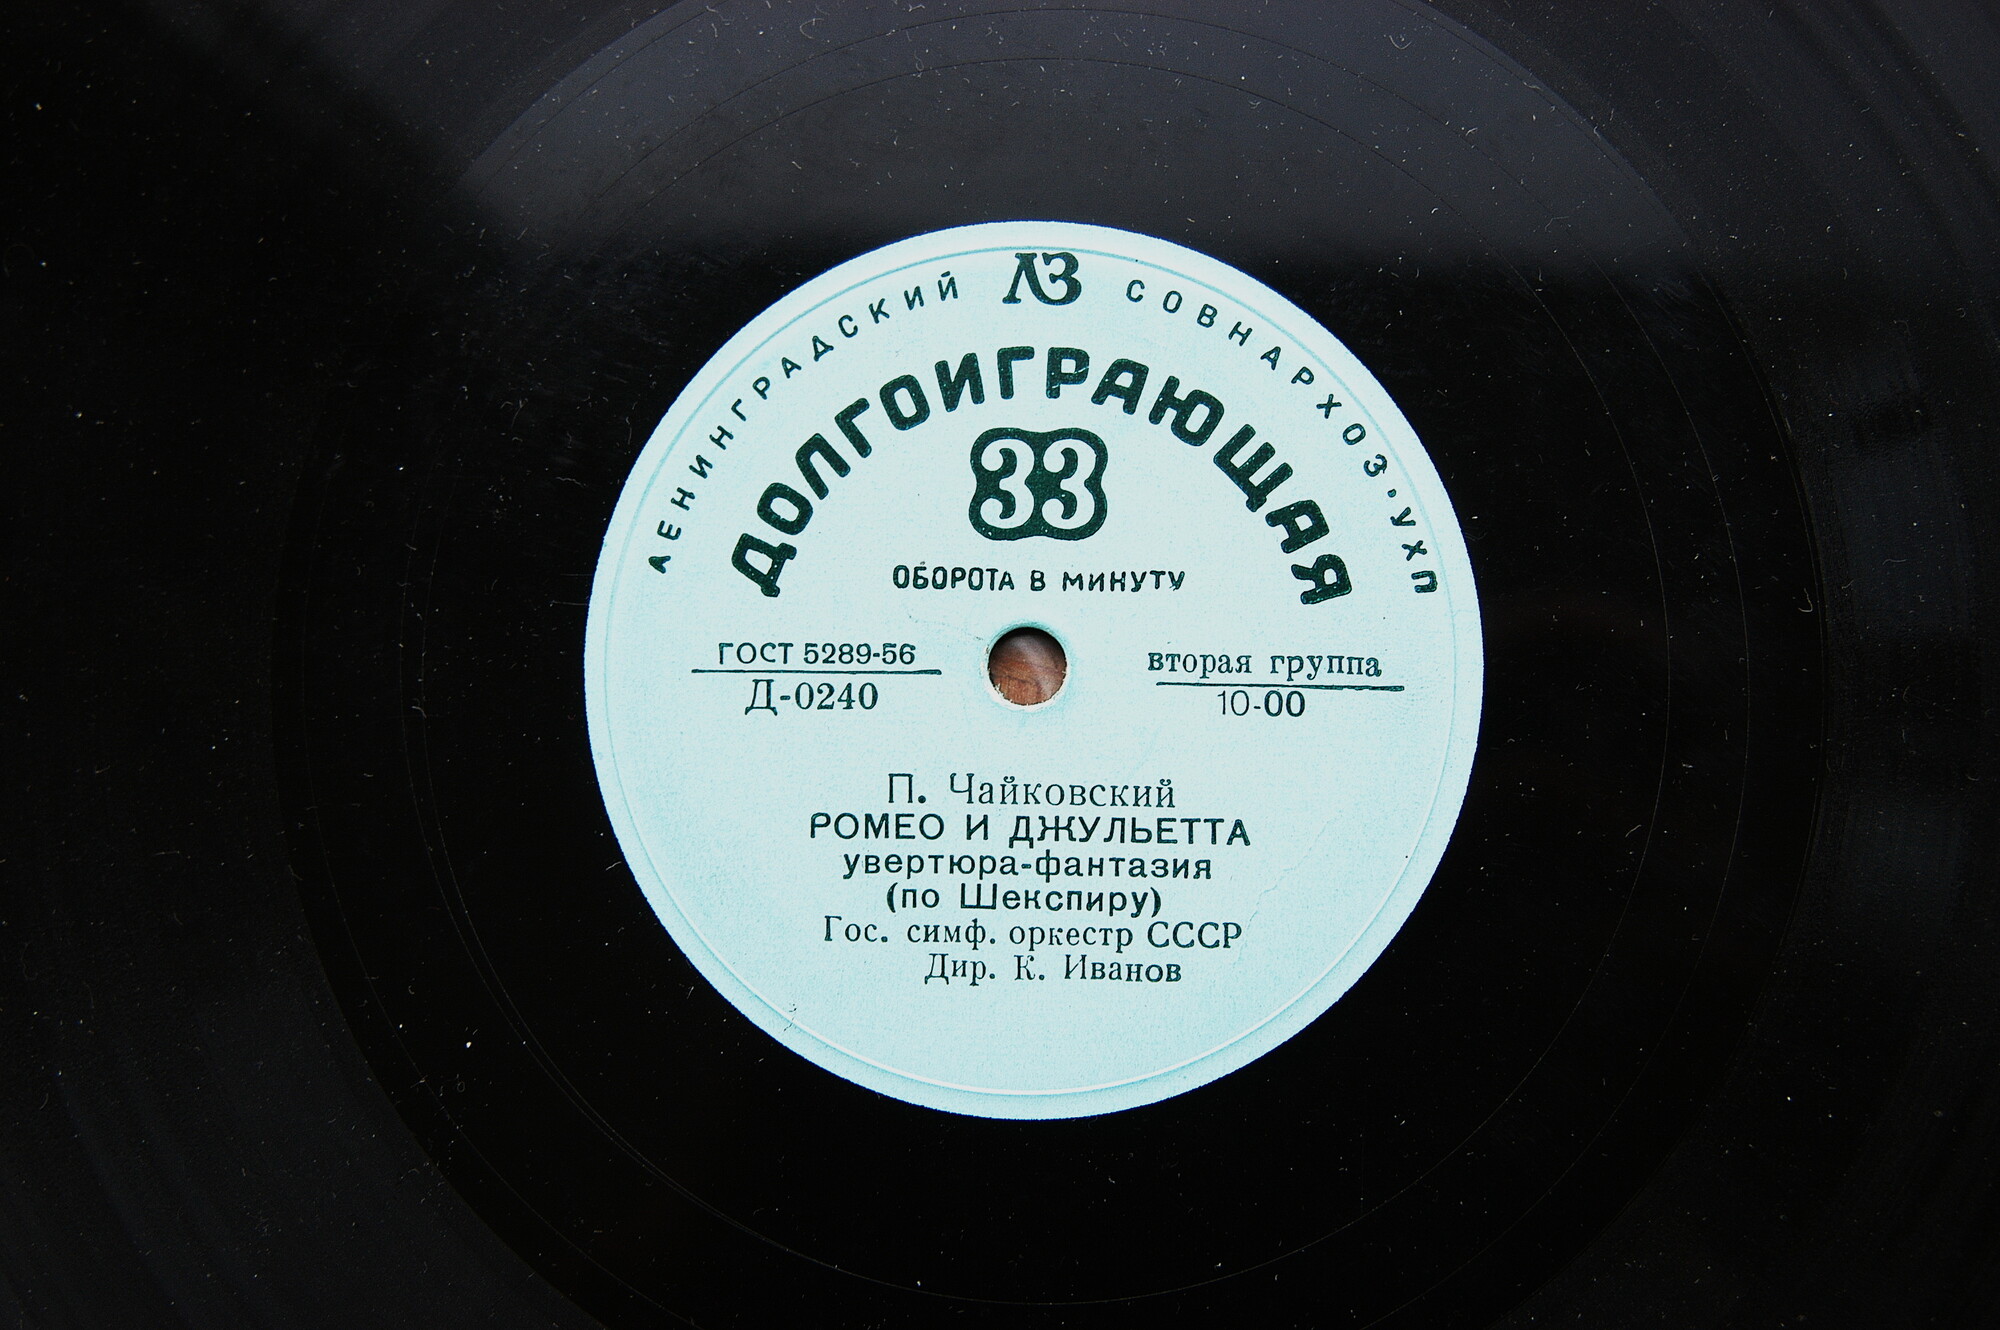 ЛЕНИНГРАДСКИЙ ЛЗ СОВНАРХОЗ·УХП
ДОЛГОИГРАЮЩАЯ
33
ОБОРОТА В МИНУТУ
ГОСТ 5289-56
Д-0240
вторая группа
10-00
П. Чайковский
РОМЕО И ДЖУЛЬЕТТА
увертюра-фантазия
(по Шекспиру)
Гос. симф. оркестр СССР
Дир. К. Иванов